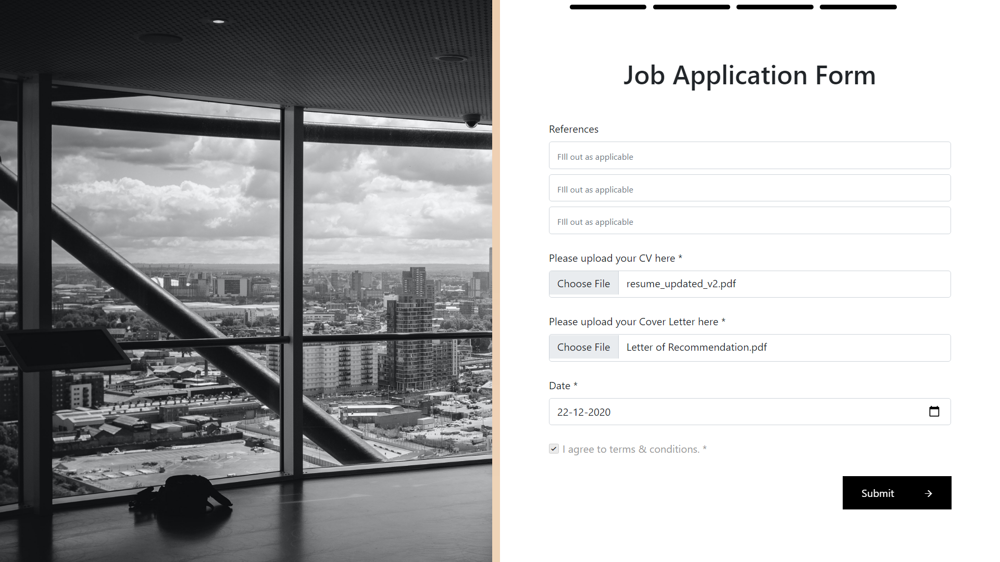 Job Application Form
References
FIll out as applicable
FIll out as applicable
FIll out as applicable
Please upload your CV here *
Choose File resume_updated_v2.pdf
Please upload your Cover Letter here *
Choose File Letter of Recommendation.pdf
Date *
22-12-2020
I agree to terms & conditions. *
Submit →